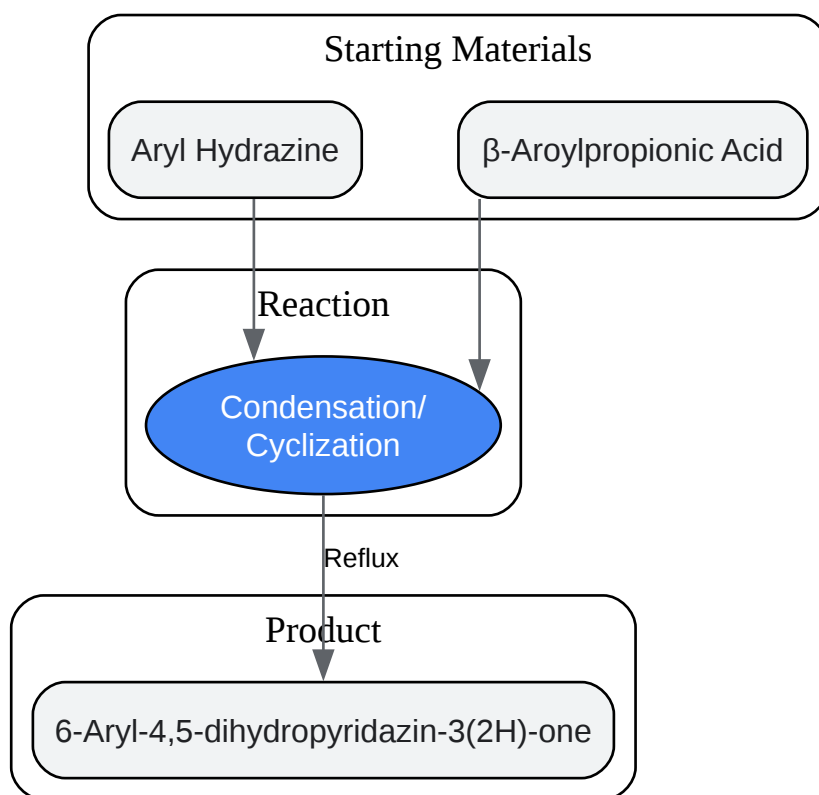 Starting Materials
Aryl Hydrazine
β-Aroylpropionic Acid
Reaction
Condensation/
Cyclization
Reflux
Product
6-Aryl-4,5-dihydropyridazin-3(2H)-one